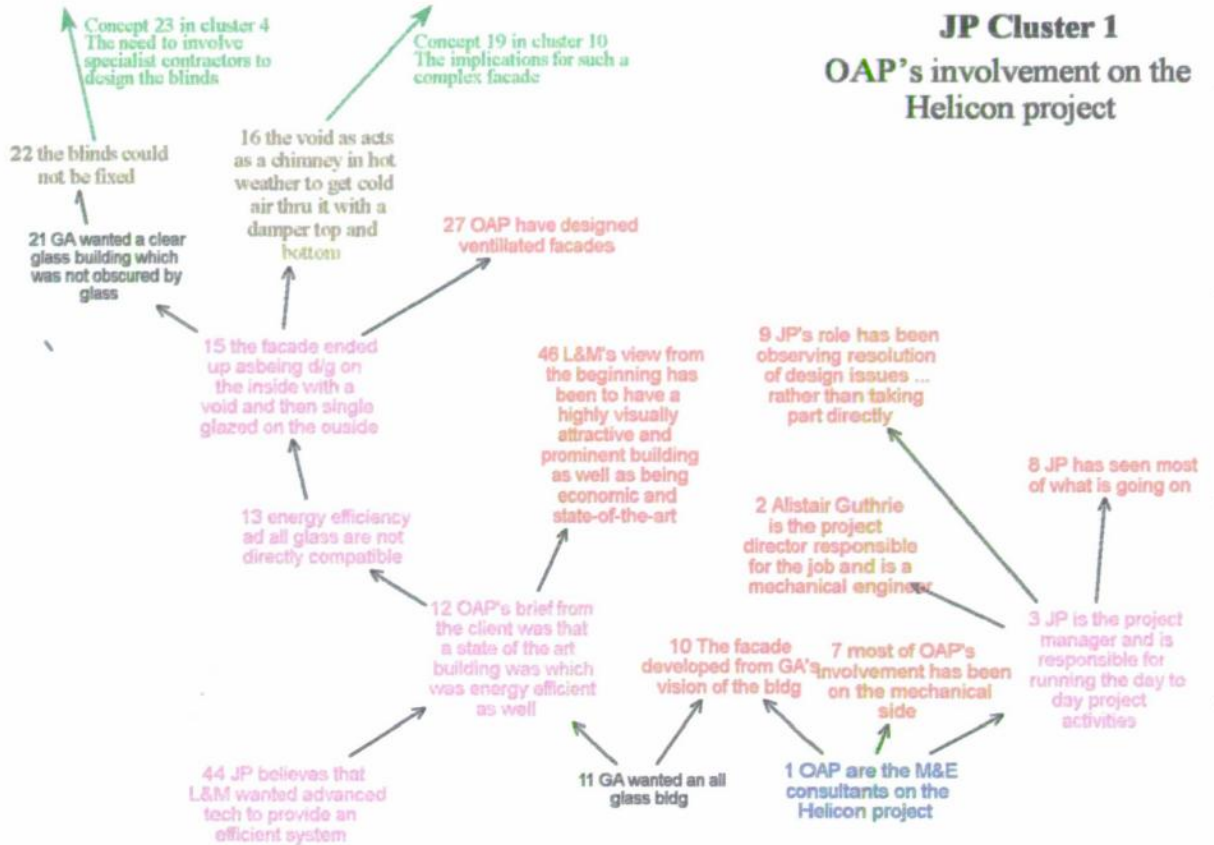 JP Cluster 1
OAP's involvement on the
Helicon project
Concept 23 in cluster 4
The need to involve
specialist contractors to
design the blinds
Concept 19 in cluster 10
The implications for such a
complex facade
22 the blinds could
not be fixed
16 the void as acts
as a chimney in hot
weather to get cold
air thru it with a
damper top and
bottom
21 GA wanted a clear
glass building which
was not obscured by
glass
27 OAP have designed
ventillated facades
15 the facade ended
up asbeing d/g on
the inside with a
void and then single
glazed on the ouside
46 L&M's view from
the beginning has
been to have a
highly visually
attractive and
prominent building
as well as being
economic and
state-of-the-art
9 JP's role has been
observing resolution
of design issues ...
rather than taking
part directly
8 JP has seen most
of what is going on
13 energy efficiency
ad all glass are not
directly compatible
2 Alistair Guthrie
is the project
director responsible
for the job and is a
mechanical engineer
12 OAP's brief from
the client was that
a state of the art
building was which
was energy efficient
as well
10 The facade
developed from GA's
vision of the bldg
7 most of OAP's
involvement has been
on the mechanical
side
3 JP is the project
manager and is
responsible for
running the day to
day project
activities
44 JP believes that
L&M wanted advanced
tech to provide an
efficient system
11 GA wanted an all
glass bldg
1 OAP are the M&E
consultants on the
Helicon project